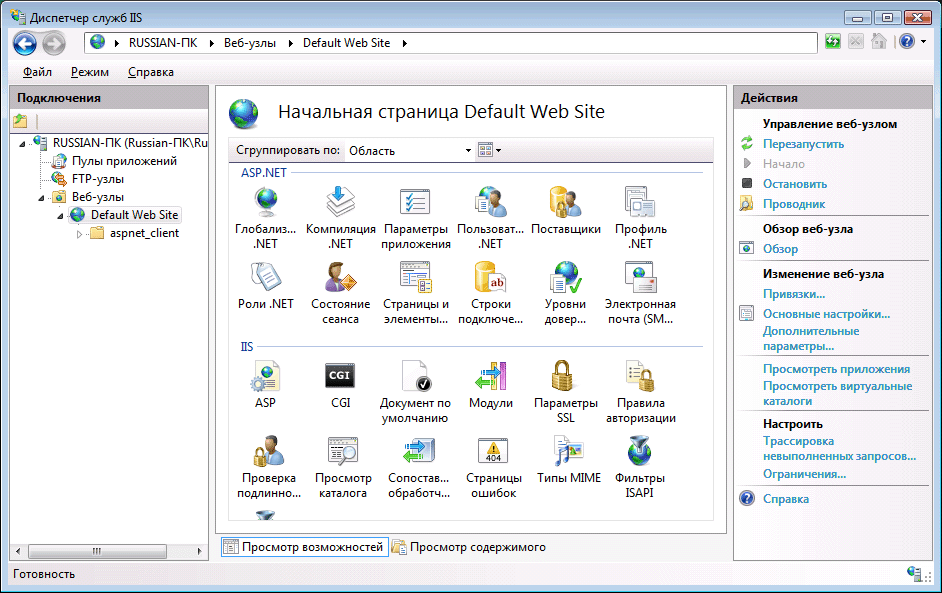 Диспетчер служб IIS
RUSSIAN-ПК
Веб-узлы
Default Web Site
Файл
Режим
Справка
Подключения
RUSSIAN-ПК (Russian-ПК\Ru
Пулы приложений
FTP-узлы
Веб-узлы
Default Web Site
aspnet_client
Начальная страница Default Web Site
Сгруппировать по: Область
ASP.NET
Глобализ... .NET
Компиляция .NET
Параметры приложения
Пользоват... .NET
Поставщики
Профиль .NET
Роли .NET
Состояние сеанса
Страницы и элементы...
Строки подключе...
Уровни довер...
Электронная почта (SM...
IIS
ASP
CGI
CGI
Документ по умолчанию
Модули
Параметры SSL
Правила авторизации
Проверка подлинно...
Просмотр каталога
Сопостав... обработч...
404
Страницы ошибок
Типы MIME
Фильтры ISAPI
Просмотр возможностей
Просмотр содержимого
Действия
Управление веб-узлом
Перезапустить
Начало
Остановить
Проводник
Обзор веб-узла
Обзор
Изменение веб-узла
Привязки...
Основные настройки...
Дополнительные
параметры...
Просмотреть приложения
Просмотреть виртуальные
каталоги
Настроить
Трассировка
невыполненных запросов...
Ограничения...
Справка
Готовность